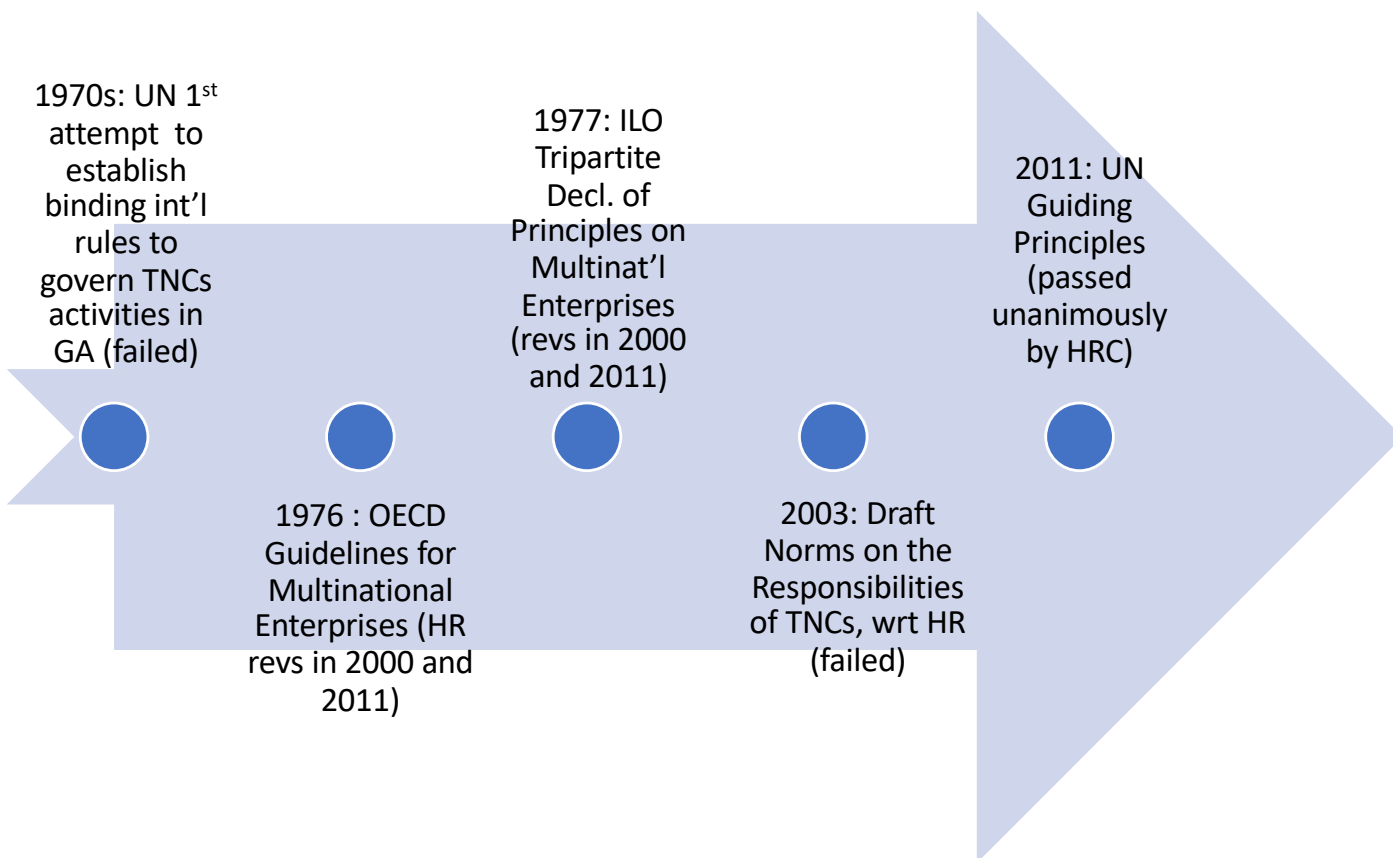 1970s: UN 1st
attempt  to
establish
binding int’l
rules to
govern TNCs
activities in
GA (failed)
1976 : OECD
Guidelines for
Multinational
Enterprises (HR
revs in 2000 and
2011)
1977: ILO
Tripartite
Decl. of
Principles on
Multinat’l
Enterprises
(revs in 2000
and 2011)
2003: Draft
Norms on the
Responsibilities
of TNCs, wrt HR
(failed)
2011: UN
Guiding
Principles
(passed
unanimously
by HRC)